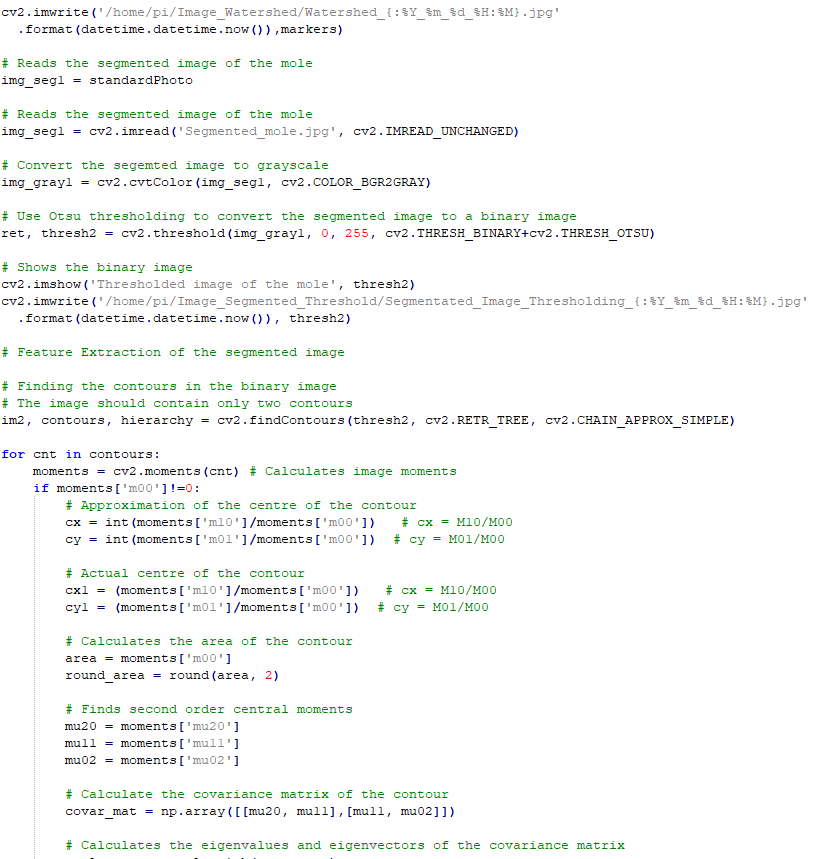 cv2.imwrite('/home/pi/Image_Watershed/Watershed_{:%Y_%m_%d_%H:%M}.jpg'
  .format(datetime.datetime.now()),markers)

# Reads the segmented image of the mole
img_seg1 = standardPhoto

# Reads the segmented image of the mole
img_seg1 = cv2.imread('Segmented_mole.jpg', cv2.IMREAD_UNCHANGED)

# Convert the segemted image to grayscale
img_gray1 = cv2.cvtColor(img_seg1, cv2.COLOR_BGR2GRAY)

# Use Otsu thresholding to convert the segmented image to a binary image
ret, thresh2 = cv2.threshold(img_gray1, 0, 255, cv2.THRESH_BINARY+cv2.THRESH_OTSU)

# Shows the binary image
cv2.imshow('Thresholded image of the mole', thresh2)
cv2.imwrite('/home/pi/Image_Segmented_Threshold/Segmentated_Image_Thresholding_{:%Y_%m_%d_%H:%M}.jpg'
  .format(datetime.datetime.now()), thresh2)

# Feature Extraction of the segmented image

# Finding the contours in the binary image
# The image should contain only two contours
im2, contours, hierarchy = cv2.findContours(thresh2, cv2.RETR_TREE, cv2.CHAIN_APPROX_SIMPLE)

for cnt in contours:
    moments = cv2.moments(cnt) # Calculates image moments
    if moments['m00']!=0:
        # Approximation of the centre of the contour
        cx = int(moments['m10']/moments['m00'])   # cx = M10/M00
        cy = int(moments['m01']/moments['m00'])  # cy = M01/M00

        # Actual centre of the contour
        cx1 = (moments['m10']/moments['m00'])   # cx = M10/M00
        cy1 = (moments['m01']/moments['m00'])  # cy = M01/M00

        # Calculates the area of the contour
        area = moments['m00']
        round_area = round(area, 2)

        # Finds second order central moments
        mu20 = moments['mu20']
        mu11 = moments['mu11']
        mu02 = moments['mu02']

        # Calculate the covariance matrix of the contour
        covar_mat = np.array([[mu20, mu11],[mu11, mu02]])

        # Calculates the eigenvalues and eigenvectors of the covariance matrix